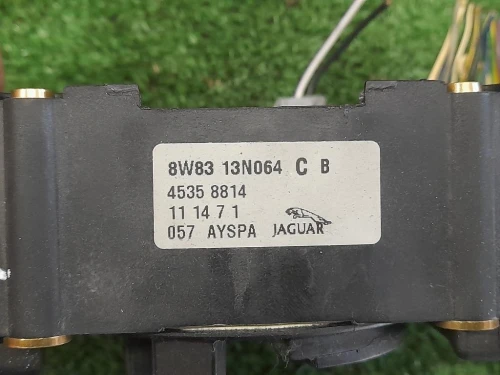 8W83 13N064 C B
4535 8814
11 14 7 1
057 AYSPA JAGUAR